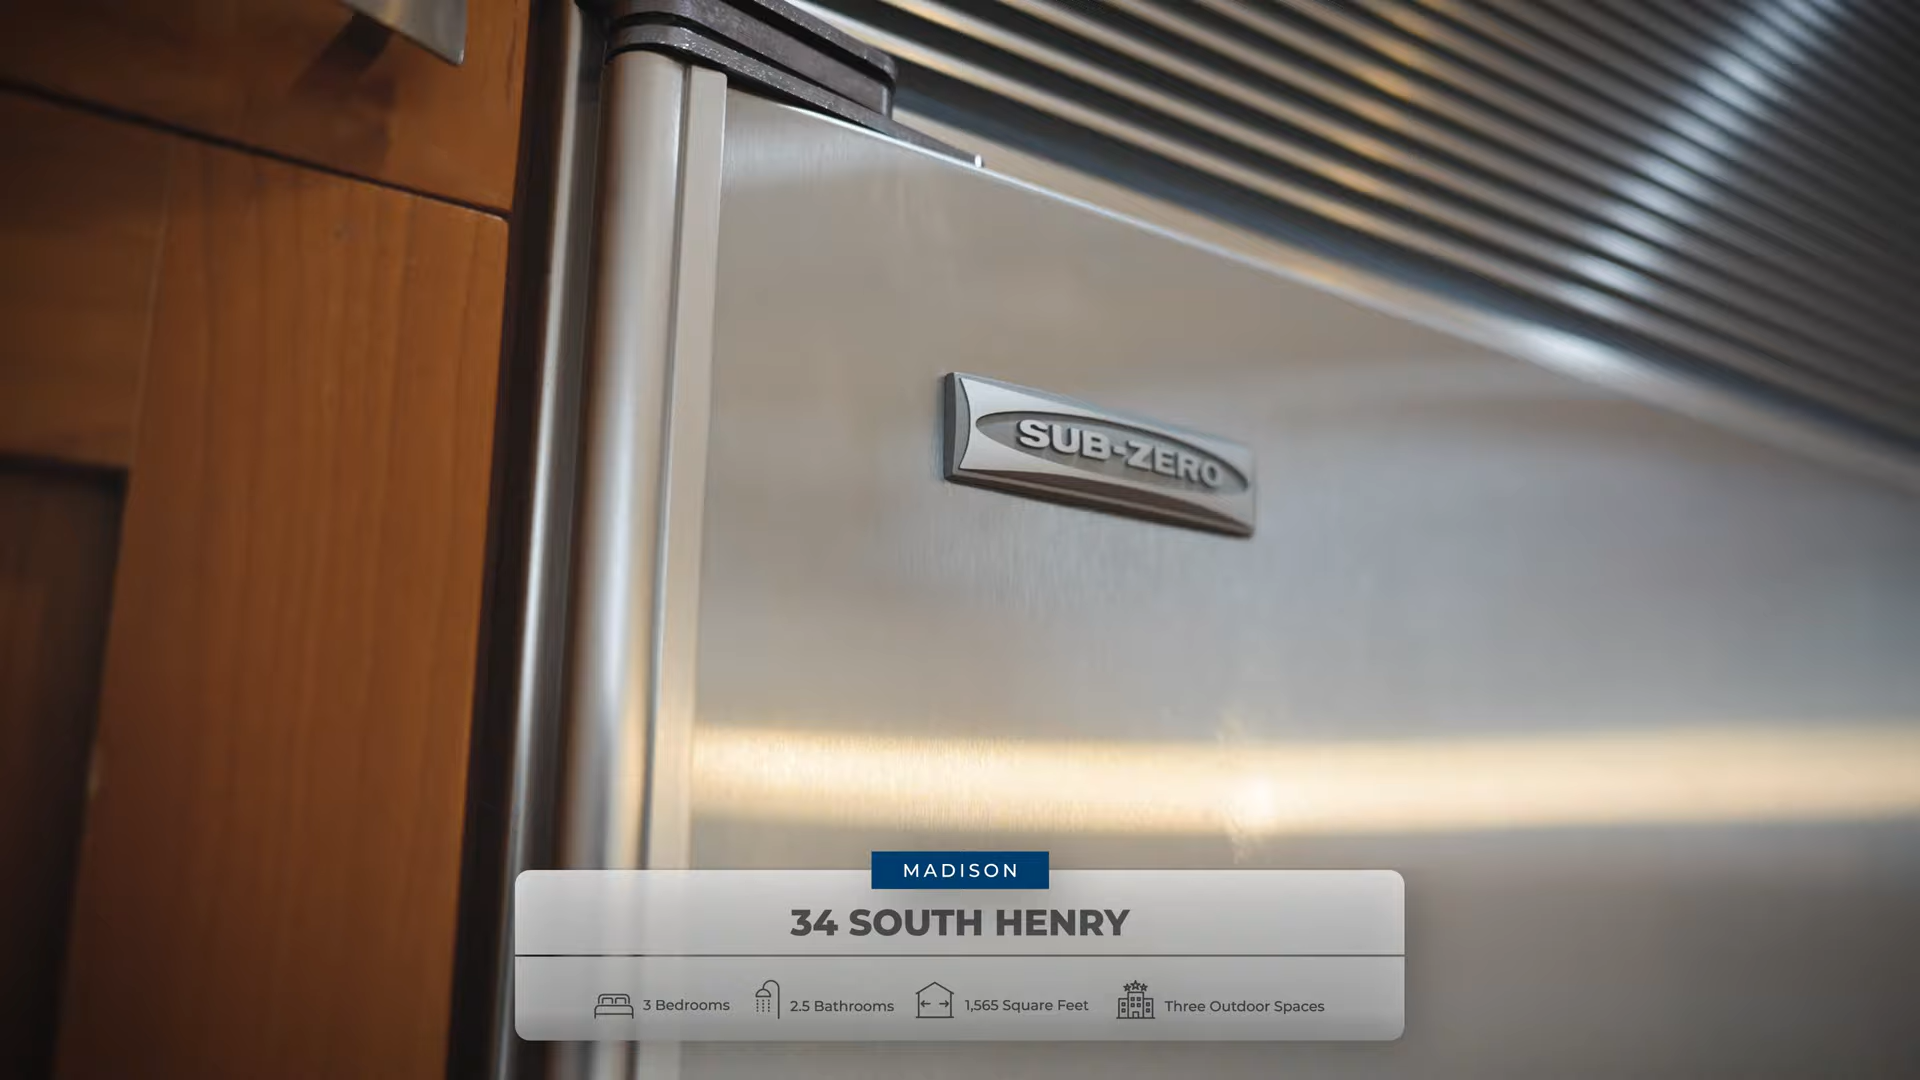 SUB-ZERO
MADISON
34 SOUTH HENRY
3 Bedrooms
2.5 Bathrooms
1,565 Square Feet
Three Outdoor Spaces